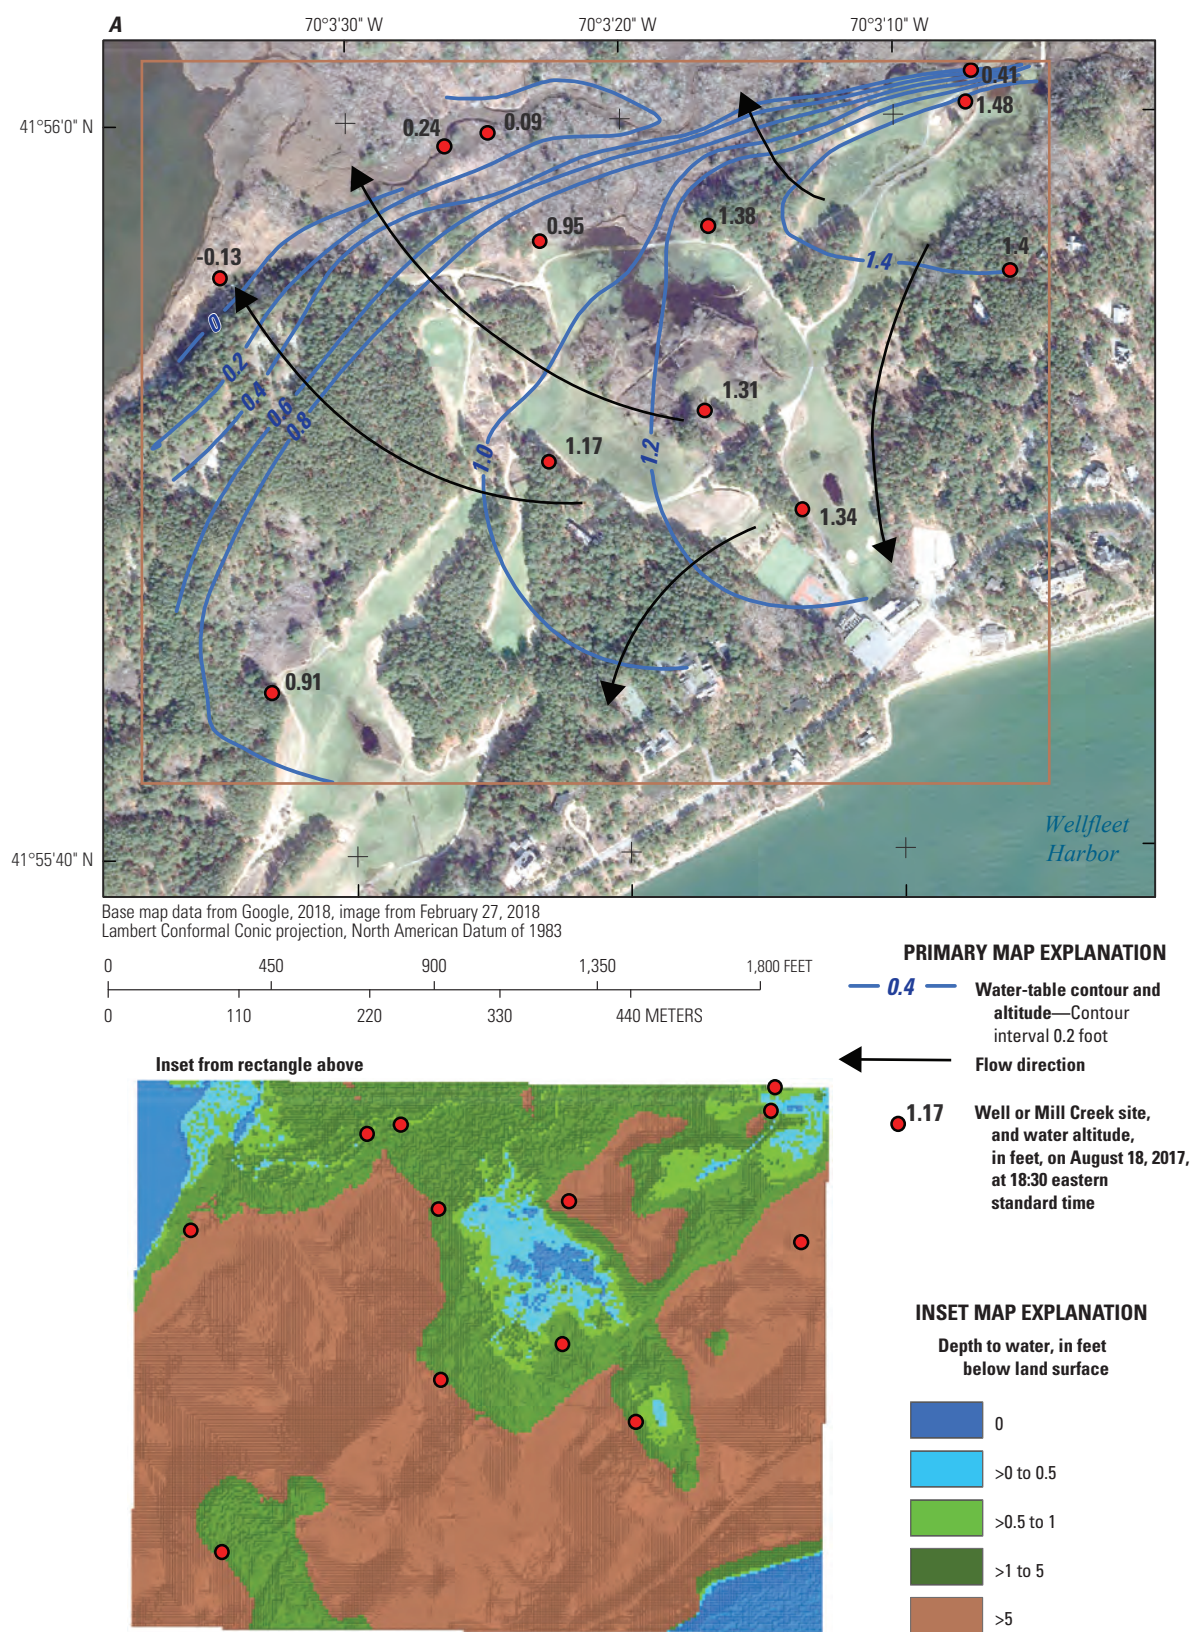 A
70°3'30" W
70°3'20" W
70°3'10" W
0.41
1.48
41°56'0" N
0.24
0.09
0.95
1.38
1.4
1.4
-0.13
0
0.2
0.4
0.6
0.8
1.31
1.17
1.0
1.2
1.34
0.91
Wellfleet
Harbor
41°55'40" N
Base map data from Google, 2018, image from February 27, 2018
Lambert Conformal Conic projection, North American Datum of 1983
0 450 900 1,350 1,800 FEET
0 110 220 330 440 METERS
PRIMARY MAP EXPLANATION
0.4 Water-table contour and
altitude—Contour
interval 0.2 foot
Flow direction
1.17 Well or Mill Creek site,
and water altitude,
in feet, on August 18, 2017,
at 18:30 eastern
standard time
Inset from rectangle above
INSET MAP EXPLANATION
Depth to water, in feet
below land surface
0
>0 to 0.5
>0.5 to 1
>1 to 5
>5